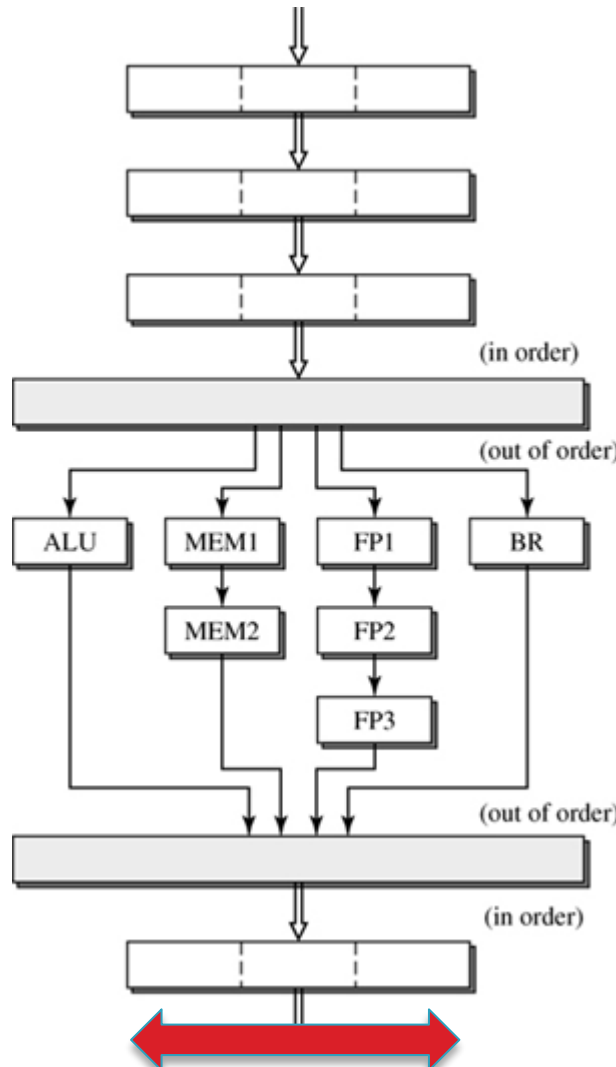 (in order)
(out of order)
ALU MEM1 FP1 BR
MEM2 FP2
FP3
(out of order)
(in order)